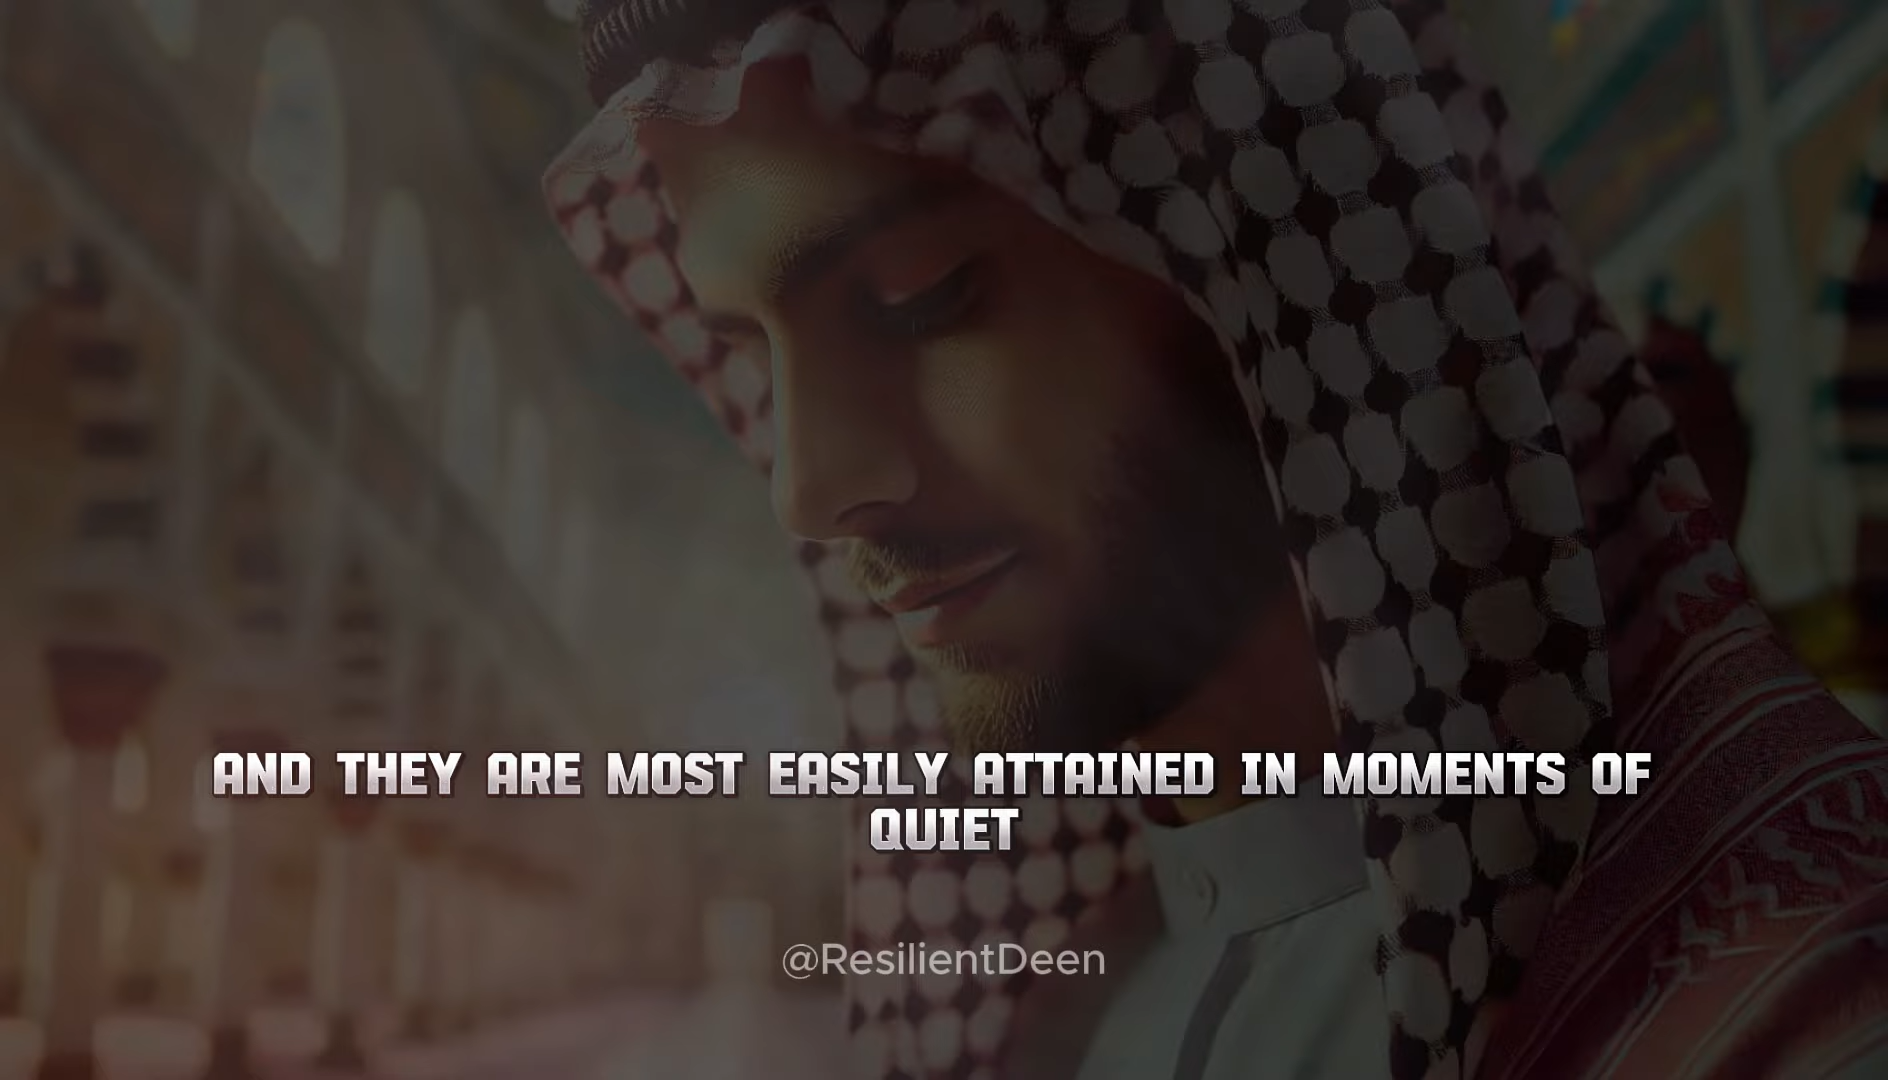 AND THEY ARE MOST EASILY ATTAINED IN MOMENTS OF
QUIET
@ResilientDeen